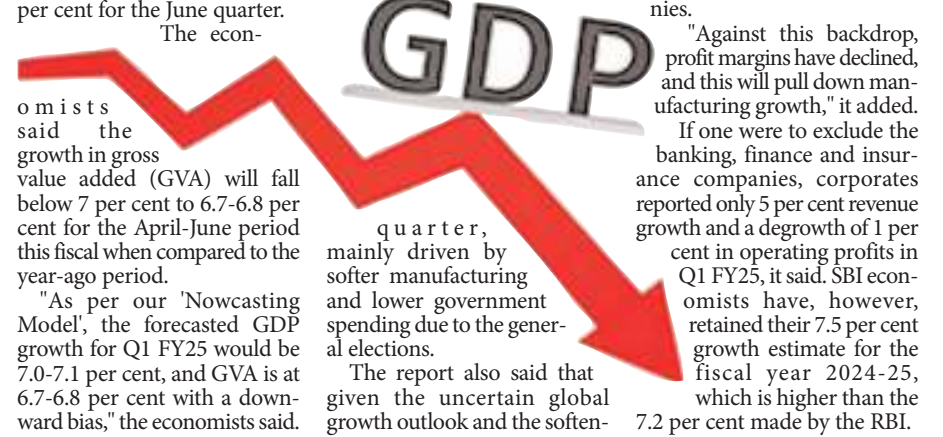 per cent for the June quarter.
The econ-
omists
said the
growth in gross
value added (GVA) will fall
below 7 per cent to 6.7-6.8 per
cent for the April-June period
this fiscal when compared to the
year-ago period.
"As per our 'Nowcasting
Model', the forecasted GDP
growth for Q1 FY25 would be
7.0-7.1 per cent, and GVA is at
6.7-6.8 per cent with a down-
ward bias," the economists said.
GDP
quarter,
mainly driven by
softer manufacturing
and lower government
spending due to the gener-
al elections.
The report also said that
given the uncertain global
growth outlook and the soften-
nies.
"Against this backdrop,
profit margins have declined,
and this will pull down man-
ufacturing growth," it added.
If one were to exclude the
banking, finance and insur-
ance companies, corporates
reported only 5 per cent revenue
growth and a degrowth of 1 per
cent in operating profits in
Q1 FY25, it said. SBI econ-
omists have, however,
retained their 7.5 per cent
growth estimate for the
fiscal year 2024-25,
which is higher than the
7.2 per cent made by the RBI.